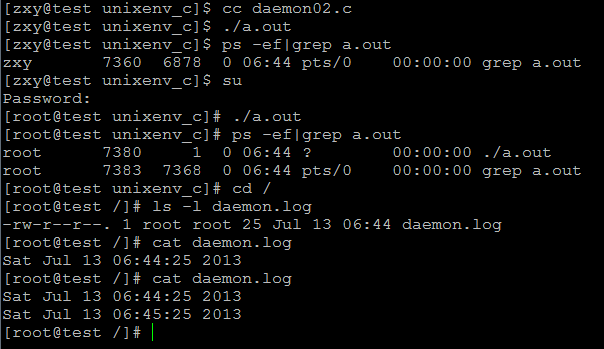 [zxy@test unixenv_c]$ cc daemon02.c
[zxy@test unixenv_c]$ ./a.out
[zxy@test unixenv_c]$ ps -ef|grep a.out
zxy       7360  6878  0 06:44 pts/0    00:00:00 grep a.out
[zxy@test unixenv_c]$ su
Password:
[root@test unixenv_c]# ./a.out
[root@test unixenv_c]# ps -ef|grep a.out
root      7380     1  0 06:44 ?        00:00:00 ./a.out
root      7383  7368  0 06:44 pts/0    00:00:00 grep a.out
[root@test unixenv_c]# cd /
[root@test /]# ls -l daemon.log
-rw-r--r--. 1 root root 25 Jul 13 06:44 daemon.log
[root@test /]# cat daemon.log
Sat Jul 13 06:44:25 2013
[root@test /]# cat daemon.log
Sat Jul 13 06:44:25 2013
Sat Jul 13 06:45:25 2013
[root@test /]#